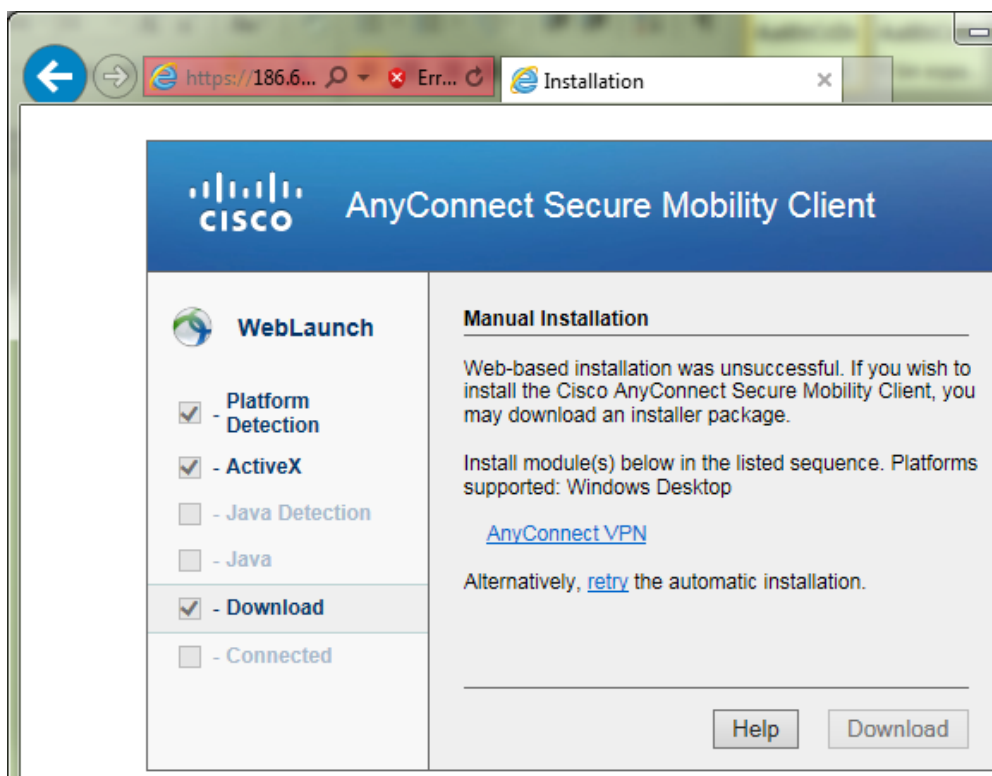 https://186.6... Err... Installation
CISCO AnyConnect Secure Mobility Client
WebLaunch
- Platform
Detection
- ActiveX
- Java Detection
- Java
- Download
- Connected
Manual Installation
Web-based installation was unsuccessful. If you wish to
install the Cisco AnyConnect Secure Mobility Client, you
may download an installer package.
Install module(s) below in the listed sequence. Platforms
supported: Windows Desktop
AnyConnect VPN
Alternatively, retry the automatic installation.
Help Download